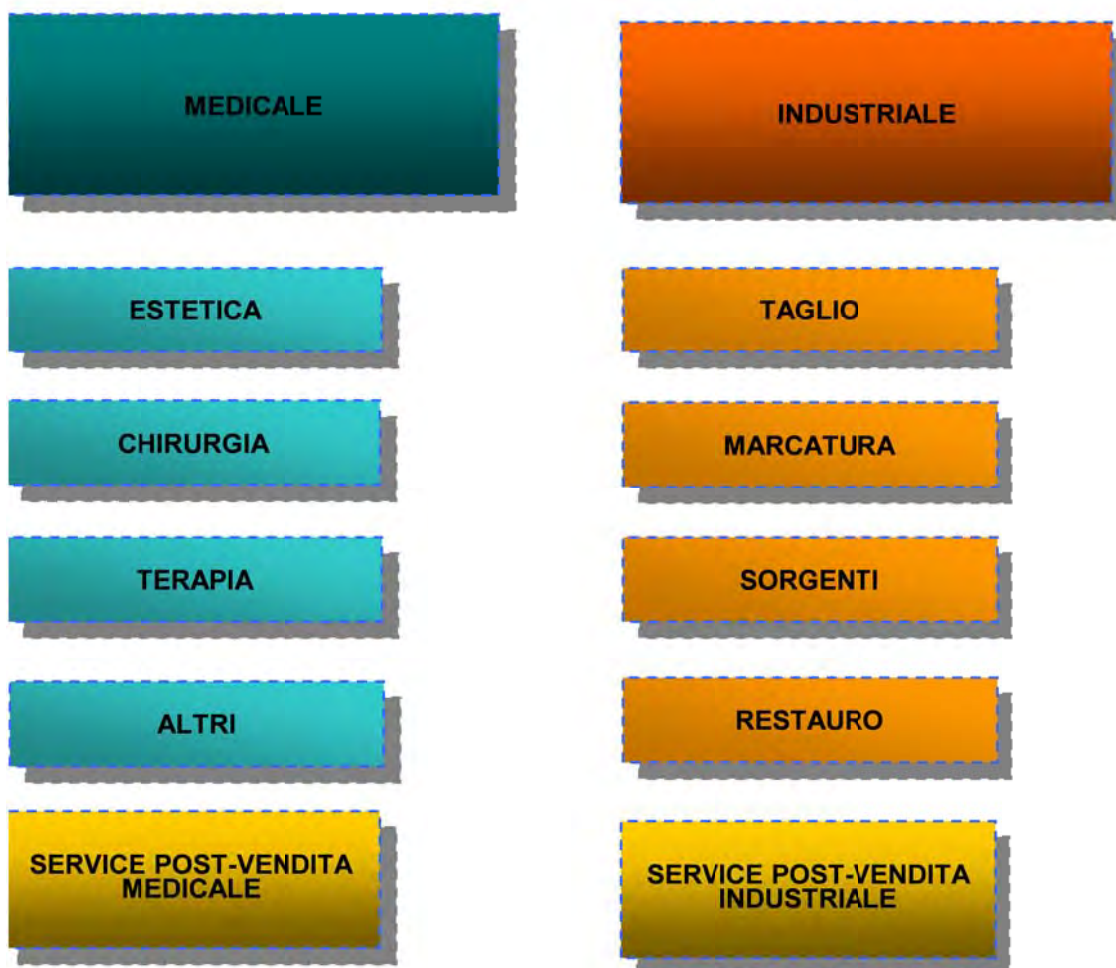 MEDICALE
ESTETICA
CHIRURGIA
TERAPIA
ALTRI
SERVICE POST-VENDITA
MEDICALE
INDUSTRIALE
TAGLIO
MARCATURA
SORGENTI
RESTAURO
SERVICE POST-VENDITA
INDUSTRIALE